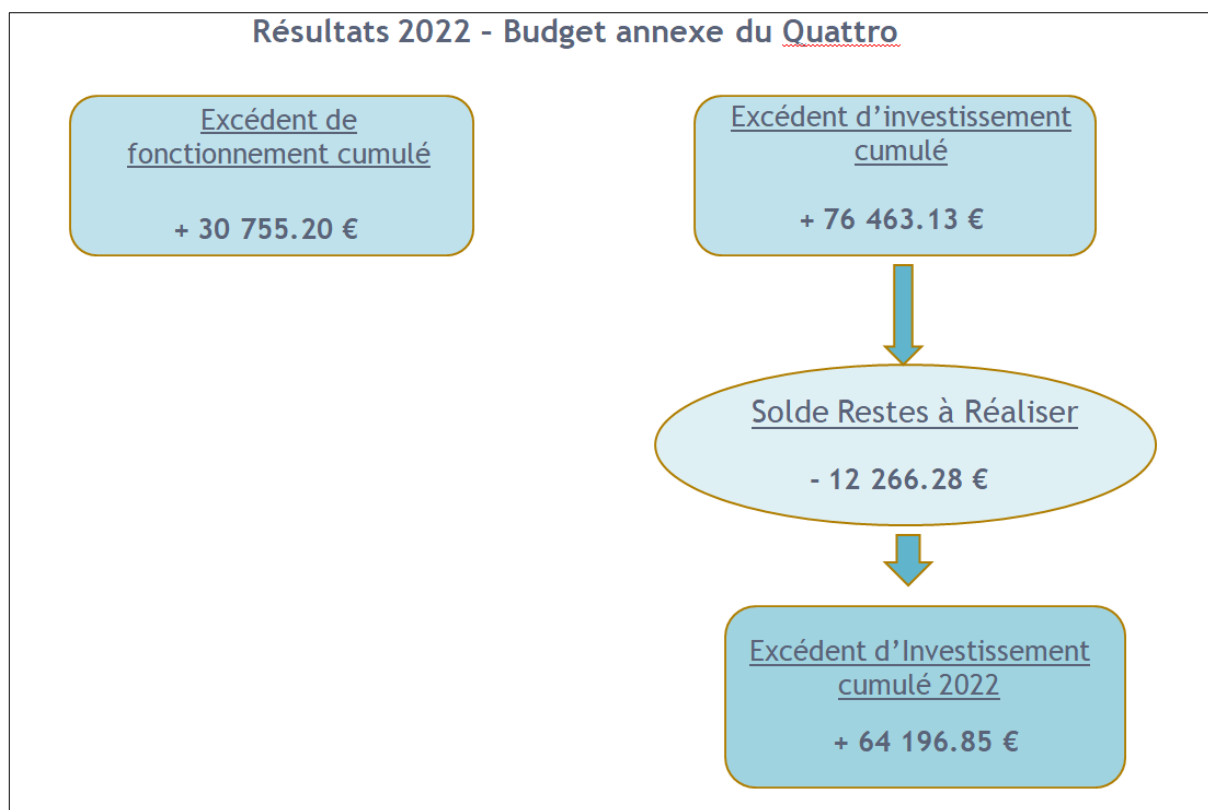 Résultats 2022 – Budget annexe du Quattro
Excédent de
fonctionnement cumulé
+ 30 755.20 €
Excédent d’investissement
cumulé
+ 76 463.13 €
Solde Restes à Réaliser
- 12 266.28 €
Excédent d’Investissement
cumulé 2022
+ 64 196.85 €